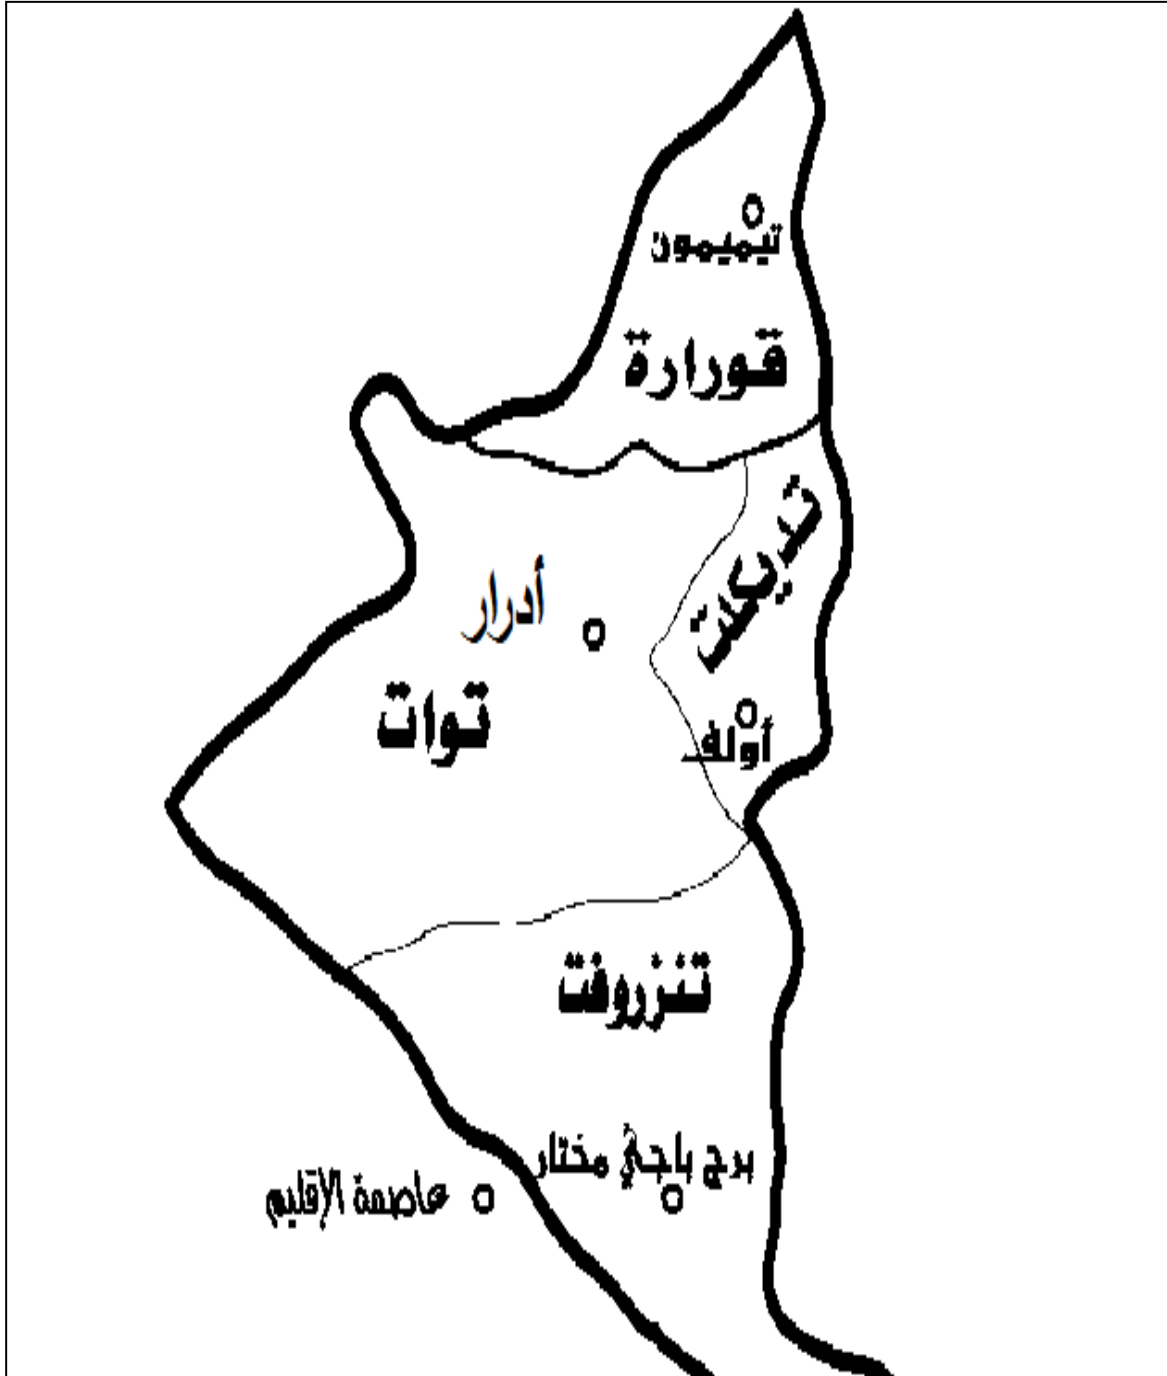 تيميمون
قورارة
تديكلت
أدرار
توات
أولف
تنزروفت
برج باجي مختار
عاصمة الإقليم